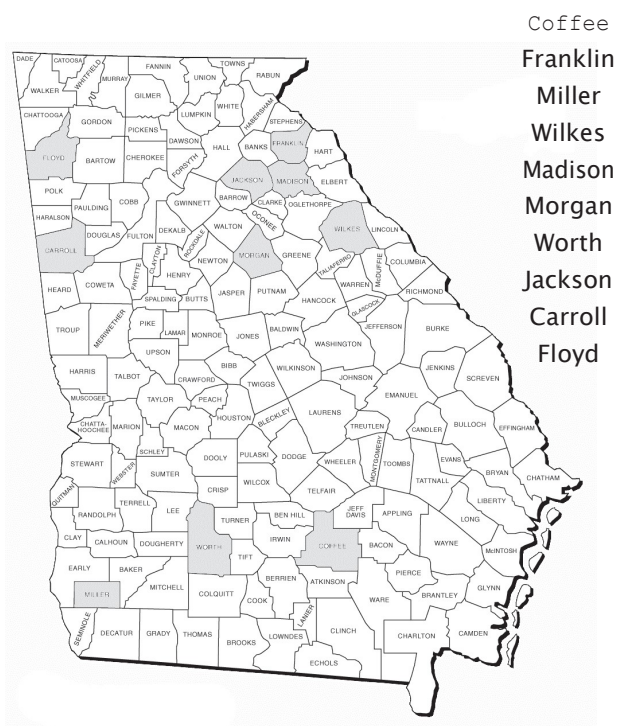 Coffee
Franklin
Miller
Wilkes
Madison
Morgan
Worth
Jackson
Carroll
Floyd
DADE
CATOOSA
WHITFIELD
MURRAY
FANNIN
UNION
TOWNS
RABUN
WALKER
GILMER
WHITE
HABERSHAM
LUMPKIN
STEPHENS
CHATTOOGA
GORDON
PICKENS
DAWSON
HALL
BANKS
FRANKLIN
HART
FLOYD
BARTOW
CHEROKEE
FORSYTH
JACKSON
MADISON
ELBERT
POLK
PAULDING
COBB
GWINNETT
BARROW
CLARKE
OGLETHORPE
HARALSON
DOUGLAS
FULTON
DEKALB
ROCKDALE
WALTON
OCONEE
WILKES
LINCOLN
CARROLL
CLAYTON
FAYETTE
HENRY
NEWTON
MORGAN
GREENE
TALIAFERRO
McDUFFIE
COLUMBIA
HEARD
COWETA
SPALDING
BUTTS
JASPER
PUTNAM
HANCOCK
WARREN
GLASCOCK
RICHMOND
TROUP
MERIWETHER
PIKE
LAMAR
MONROE
JONES
BALDWIN
WASHINGTON
JEFFERSON
BURKE
UPSON
HARRIS
TALBOT
CRAWFORD
BIBB
TWIGGS
WILKINSON
JOHNSON
JENKINS
SCREVEN
EMANUEL
MUSCOGEE
TAYLOR
PEACH
HOUSTON
BLECKLEY
LAURENS
TREUTLEN
CANDLER
BULLOCH
EFFINGHAM
CHATTA-
HOOCHEE
MARION
MACON
SCHLEY
DOOLY
PULASKI
DODGE
WHEELER
MONTGOMERY
TOOMBS
EVANS
TATTNALL
BRYAN
CHATHAM
STEWART
WEBSTER
SUMTER
CRISP
WILCOX
TELFAIR
LIBERTY
QUITMAN
RANDOLPH
TERRELL
LEE
TURNER
BEN HILL
JEFF
DAVIS
APPLING
LONG
CLAY
CALHOUN
DOUGHERTY
WORTH
TIFT
IRWIN
COFFEE
BACON
WAYNE
McINTOSH
EARLY
BAKER
MITCHELL
COLQUITT
COOK
BERRIEN
ATKINSON
PIERCE
WARE
BRANTLEY
GLYNN
MILLER
SEMINOLE
DECATUR
GRADY
THOMAS
BROOKS
LOWNDES
LANIER
CLINCH
ECHOLS
CHARLTON
CAMDEN